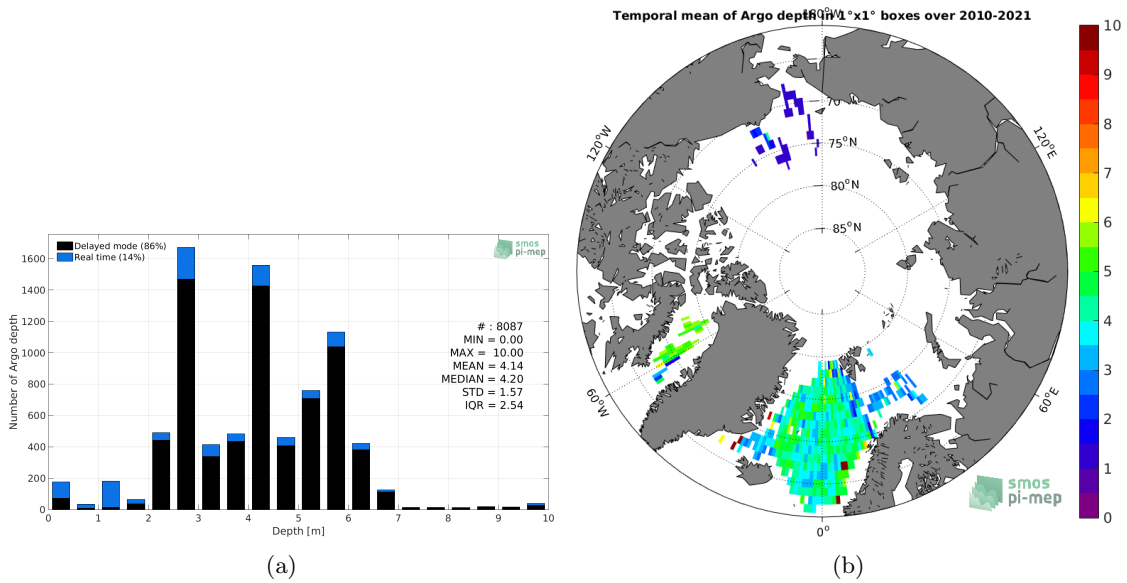 Temporal mean of Argo depth in 1°x1° boxes over 2010-2021
180°W
120°W
120°E
60°W
60°E
0°
70°N
75°N
80°N
85°N
10
9
8
7
6
5
4
3
2
1
0
smos
pi-mep
Delayed mode (86%)
Real time (14%)
smos
pi-mep
# : 8087
MIN = 0.00
MAX = 10.00
MEAN = 4.14
MEDIAN = 4.20
STD = 1.57
IQR = 2.54
Number of Argo depth
1600
1400
1200
1000
800
600
400
200
0
0 1 2 3 4 5 6 7 8 9 10
Depth [m]
(a)
(b)